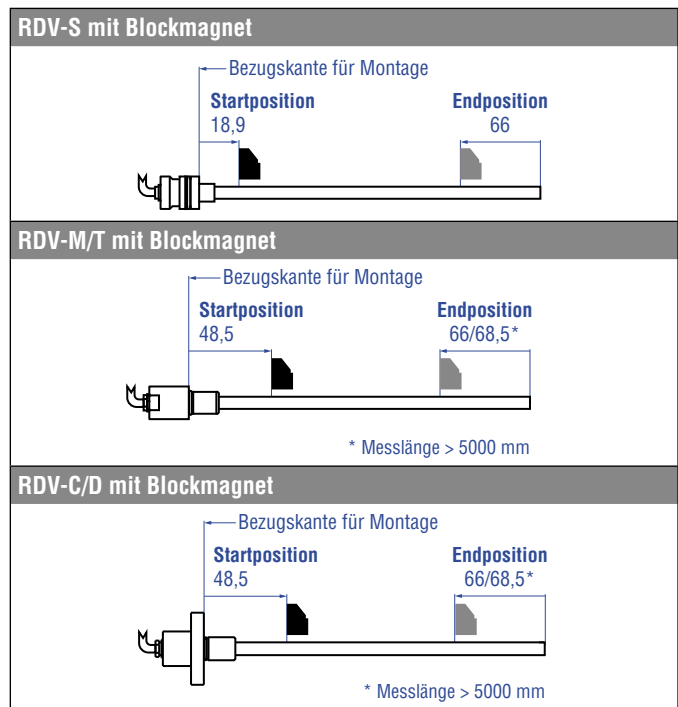 RDV-S mit Blockmagnet
Bezugskante für Montage
Startposition
18,9
Endposition
66
RDV-M/T mit Blockmagnet
Bezugskante für Montage
Startposition
48,5
Endposition
66/68,5*
* Messlänge > 5000 mm
RDV-C/D mit Blockmagnet
Bezugskante für Montage
Startposition
48,5
Endposition
66/68,5*
* Messlänge > 5000 mm